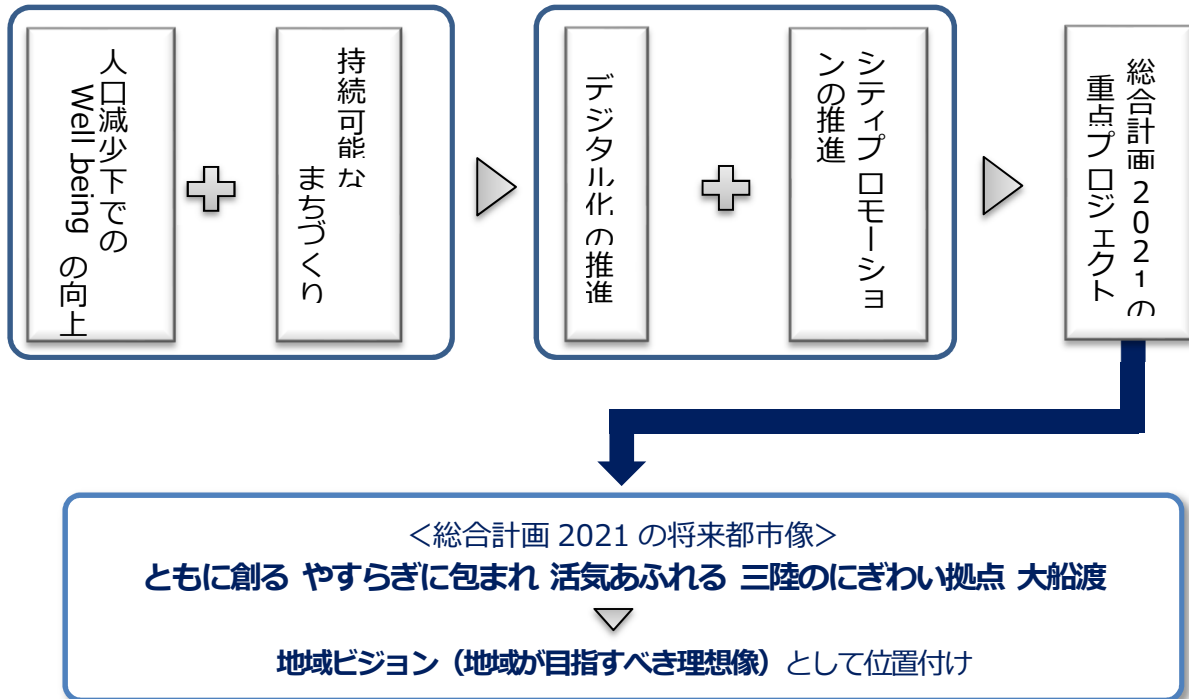 人口減少下での
Well being の向上
持続可能な
まちづくり
デジタル化の推進
シティプロモーショ
ンの推進
総合計画2021の
重点プロジェクト
＜総合計画 2021 の将来都市像＞
ともに創る やすらぎに包まれ 活気あふれる 三陸のにぎわい拠点 大船渡
地域ビジョン（地域が目指すべき理想像）として位置付け